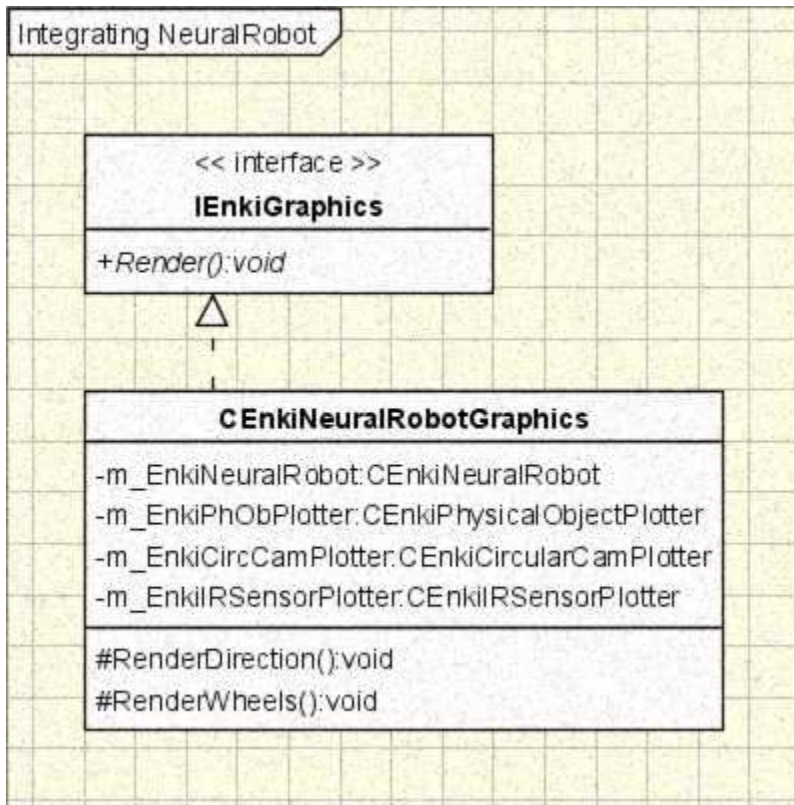 Integrating NeuralRobot
<< interface >>
IEnkiGraphics
+Render():void
CEnkiNeuralRobotGraphics
-m_EnkiNeuralRobot:CEnkiNeuralRobot
-m_EnkiPhObPlotter:CEnkiPhysicalObjectPlotter
-m_EnkiCircCamPlotter:CEnkiCircularCamPlotter
-m_EnkiIRSensorPlotter:CEnkiIRSensorPlotter
#RenderDirection():void
#RenderWheels():void